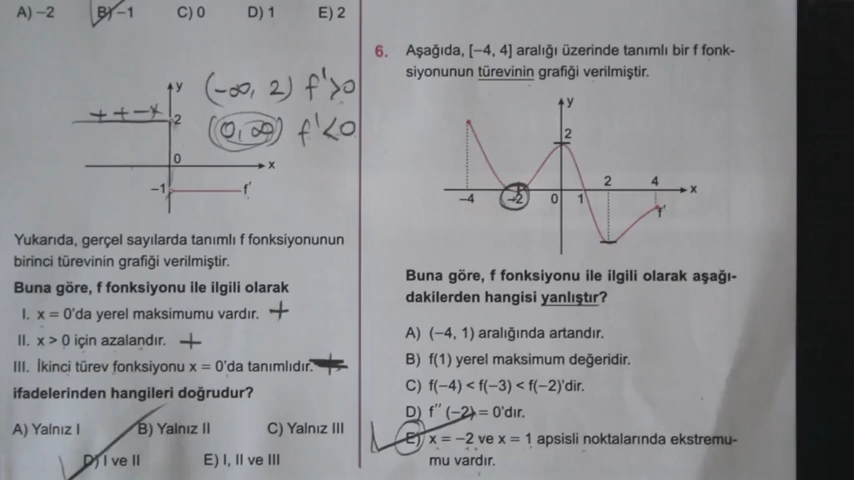 A) −2 B) −1 C) 0 D) 1 E) 2
y
+ + − x
2
0
x
−1
f'
(−∞, 2) f'>0
(0, ∞) f'<0
Yukarıda, gerçel sayılarda tanımlı f fonksiyonunun
birinci türevinin grafiği verilmiştir.
Buna göre, f fonksiyonu ile ilgili olarak
I. x = 0'da yerel maksimumu vardır. +
II. x > 0 için azalandır. +
III. İkinci türev fonksiyonu x = 0'da tanımlıdır.
ifadelerinden hangileri doğrudur?
A) Yalnız I B) Yalnız II C) Yalnız III
D) I ve II E) I, II ve III
6. Aşağıda, [−4, 4] aralığı üzerinde tanımlı bir f fonk-
siyonunun türevinin grafiği verilmiştir.
y
2
2 4
x
−4 −2 0 1
f'
Buna göre, f fonksiyonu ile ilgili olarak aşağı-
dakilerden hangisi yanlıştır?
A) (−4, 1) aralığında artandır.
B) f(1) yerel maksimum değeridir.
C) f(−4) < f(−3) < f(−2)'dir.
D) f''(−2) = 0'dır.
E) x = −2 ve x = 1 apsisli noktalarında ekstremu-
mu vardır.